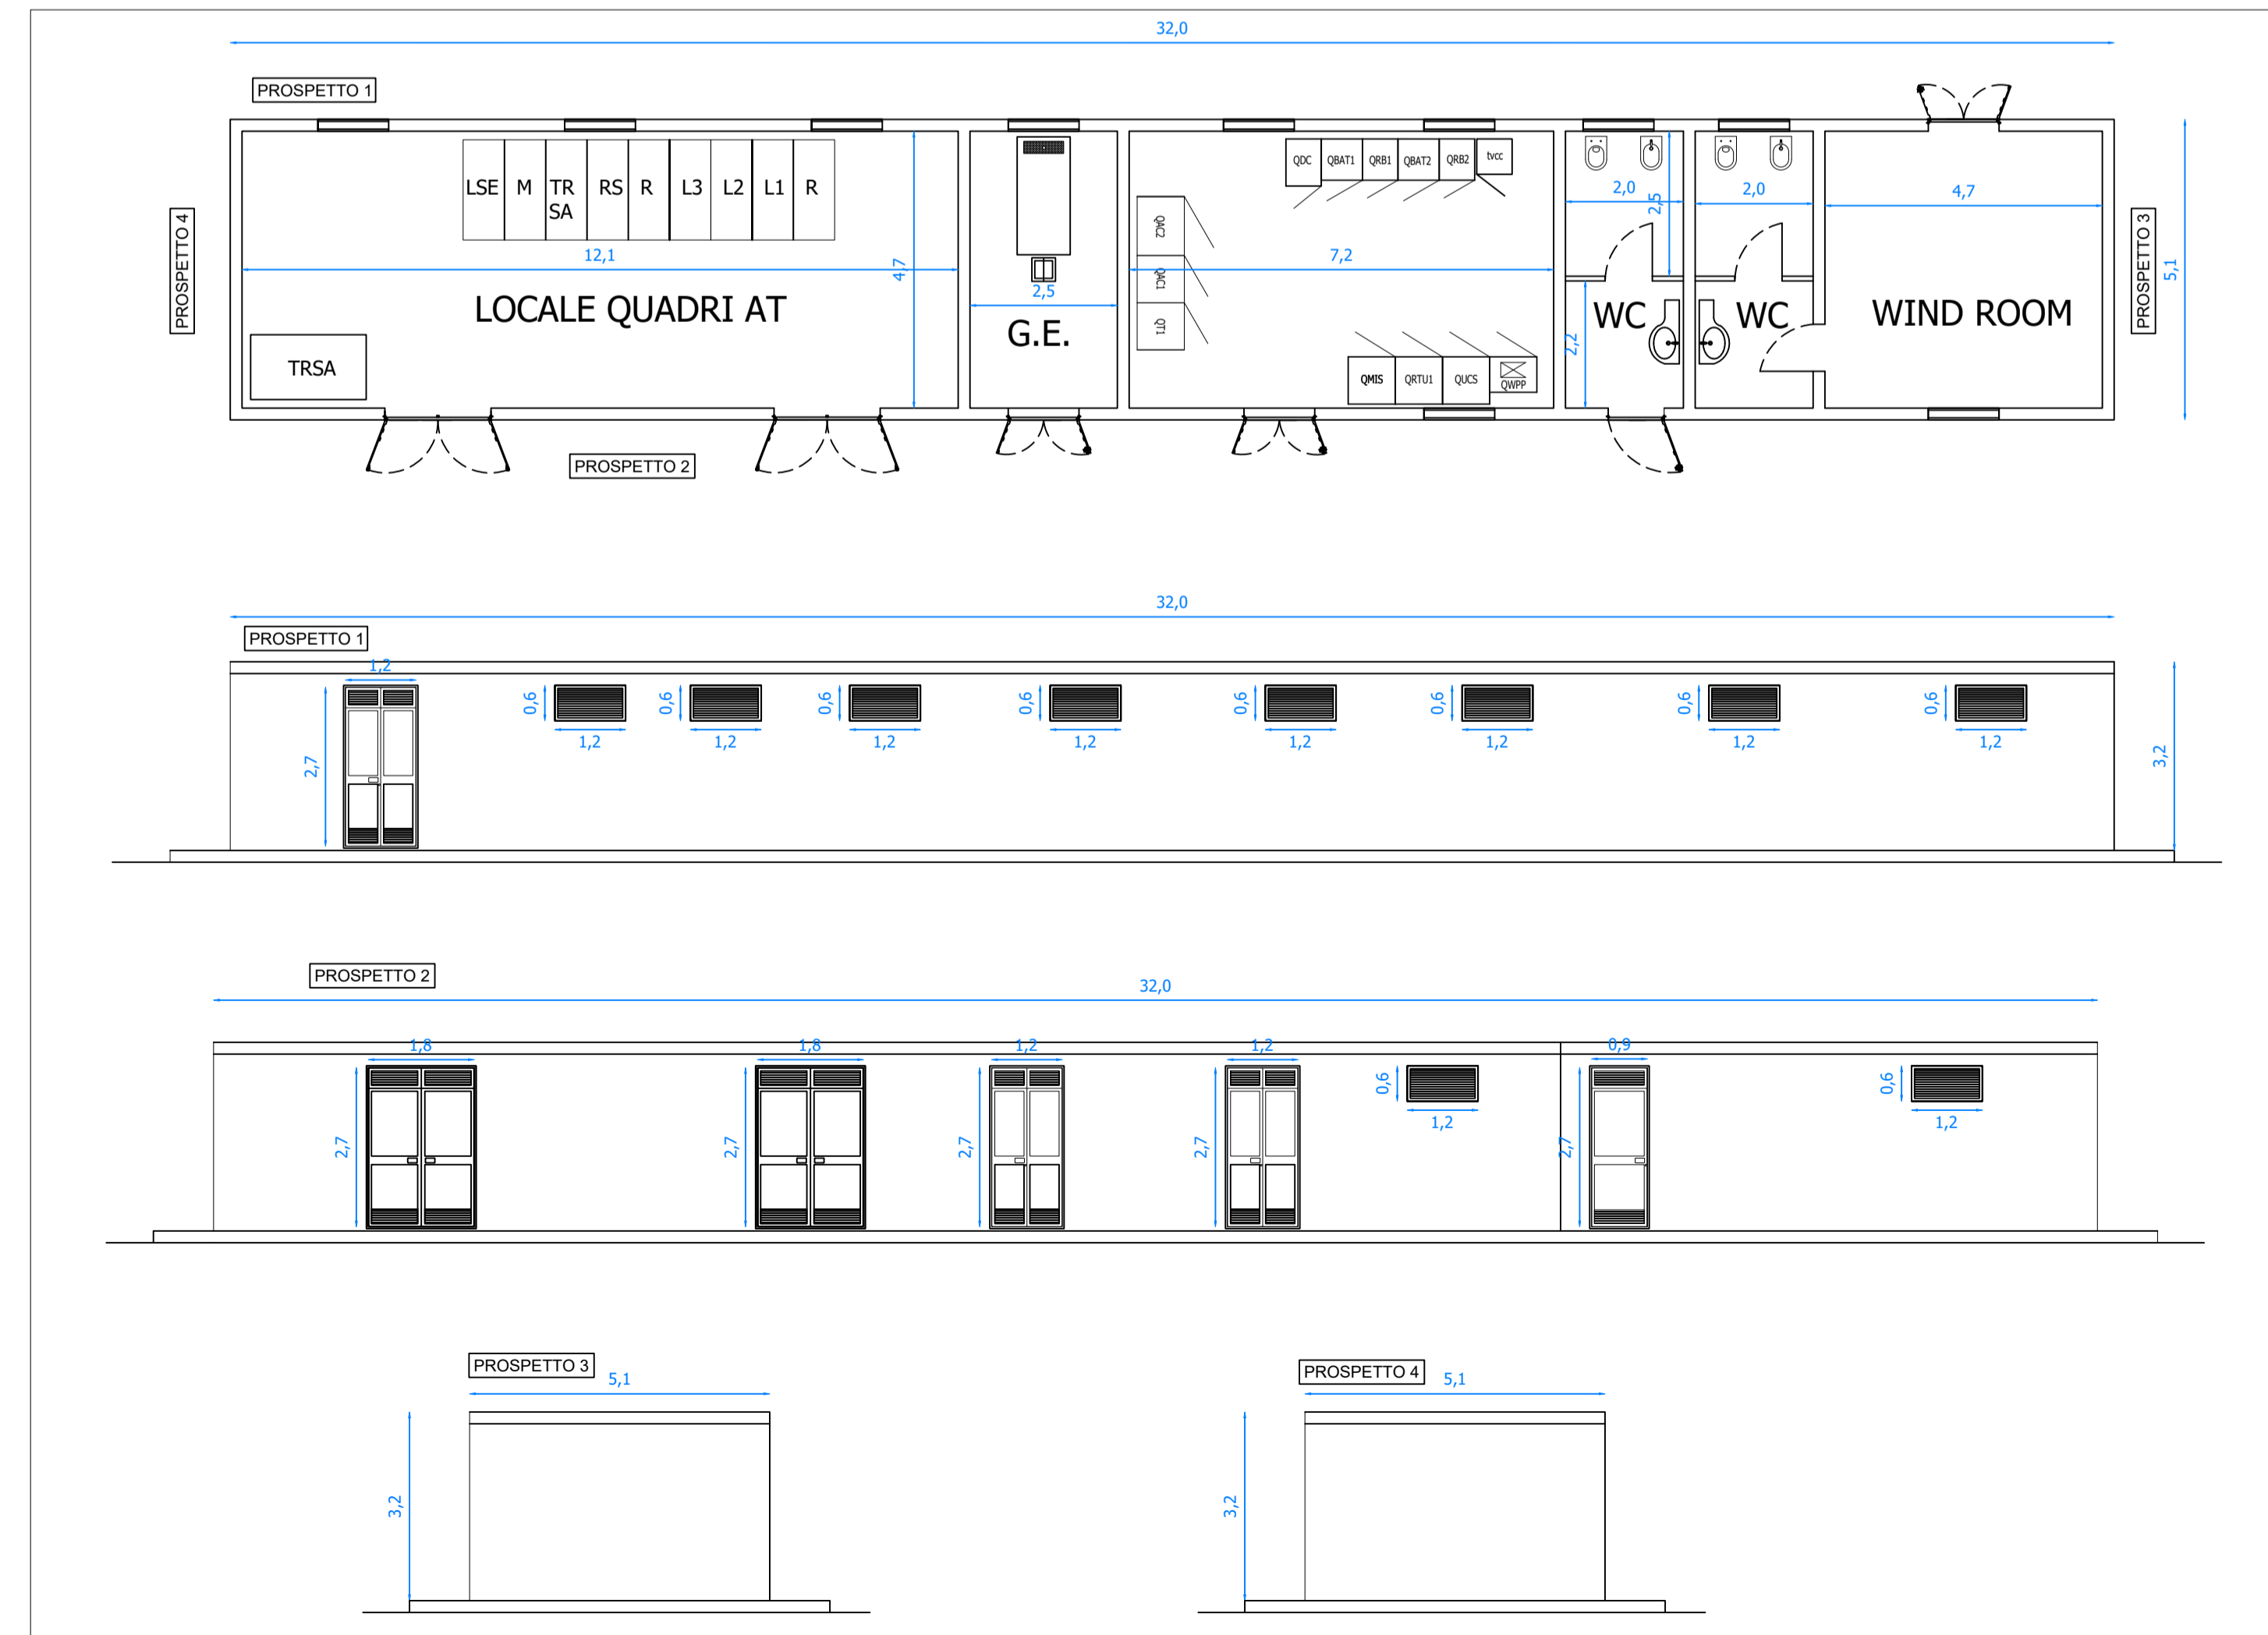 32,0
PROSPETTO 1
LSE M TR SA RS R L3 L2 L1 R
12,1
4,7
LOCALE QUADRI AT
TRSA
2,5
G.E.
QDC QBAT1 QRB1 QBAT2 QRB2 tvcc
QAC2
QAC1
QT1
7,2
QMIS QRTU1 QUCS QWPP
2,0
2,5
2,2
WC
2,0
WC
4,7
WIND ROOM
PROSPETTO 4
PROSPETTO 3
5,1
PROSPETTO 2
32,0
PROSPETTO 1
1,2
2,7
0,6 0,6 0,6 0,6 0,6 0,6 0,6 0,6
1,2 1,2 1,2 1,2 1,2 1,2 1,2 1,2
3,2
PROSPETTO 2
32,0
1,8 1,8 1,2 1,2 0,9
0,6 0,6
1,2 1,2
2,7 2,7 2,7 2,7 2,7
PROSPETTO 3
5,1
3,2
PROSPETTO 4
5,1
3,2